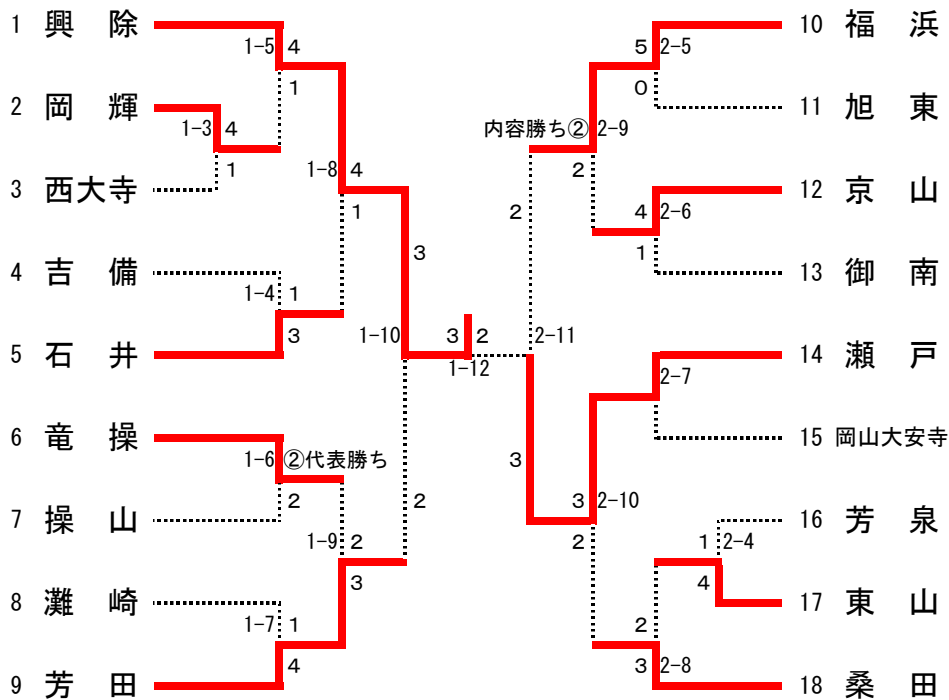 1 興 除
1-5 4
1
2 岡 輝
1-3 4
1
3 西大寺
1-8 4
1
4 吉 備
1-4 1
3
5 石 井
3
1-10
2
6 竜 操
1-6 ②代表勝ち
2
7 操 山
1-9 2
3
8 灘 崎
1-7 1
4
9 芳 田
3 2
1-12
10 福 浜
5 2-5
0
11 旭 東
内容勝ち② 2-9
2
12 京 山
4 2-6
1
13 御 南
2
2-11
3
14 瀬 戸
2-7
15 岡山大安寺
3 2-10
2
16 芳 泉
1 2-4
4
17 東 山
2
3 2-8
18 桑 田